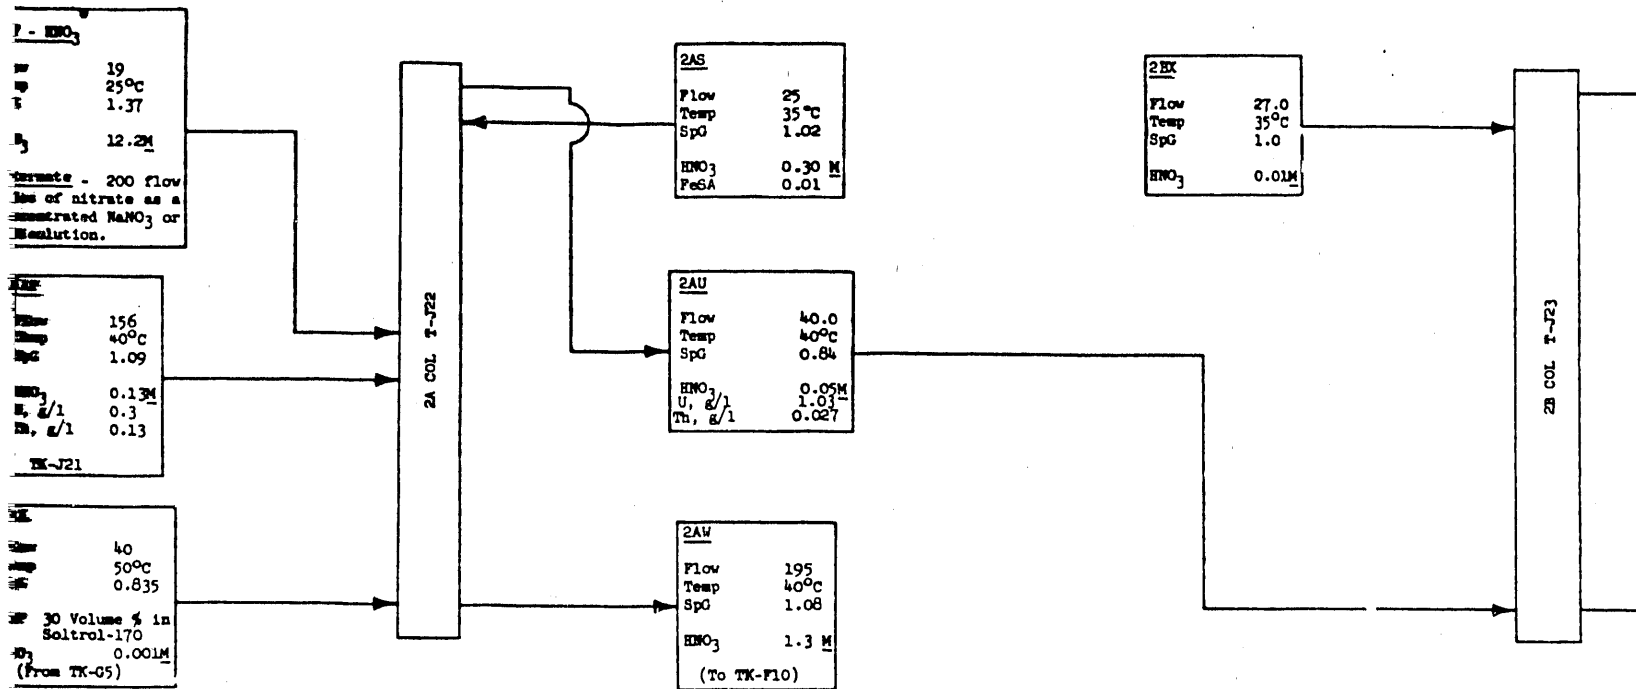 - HNO3
19
25°C
1.37
12.2M
- 200 flow
of nitrate as a
NaNO3 or
156
40°C
SpG 1.09
HNO3 0.13M
U, g/l 0.3
Th, g/l 0.13
TK-J21
40
50°C
0.835
30 Volume % in
Soltrol-170
0.001M
(From TK-G5)
2A COL T-J22
2AS
Flow 25
Temp 35°C
SpG 1.02
HNO3 0.30 M
FeSA 0.01
2AU
Flow 40.0
Temp 40°C
SpG 0.84
HNO3 0.05M
U, g/l 1.03
Th, g/l 0.027
2AW
Flow 195
Temp 40°C
SpG 1.08
HNO3 1.3 M
(To TK-F10)
2BX
Flow 27.0
Temp 35°C
SpG 1.0
HNO3 0.01M
2B COL T-J23